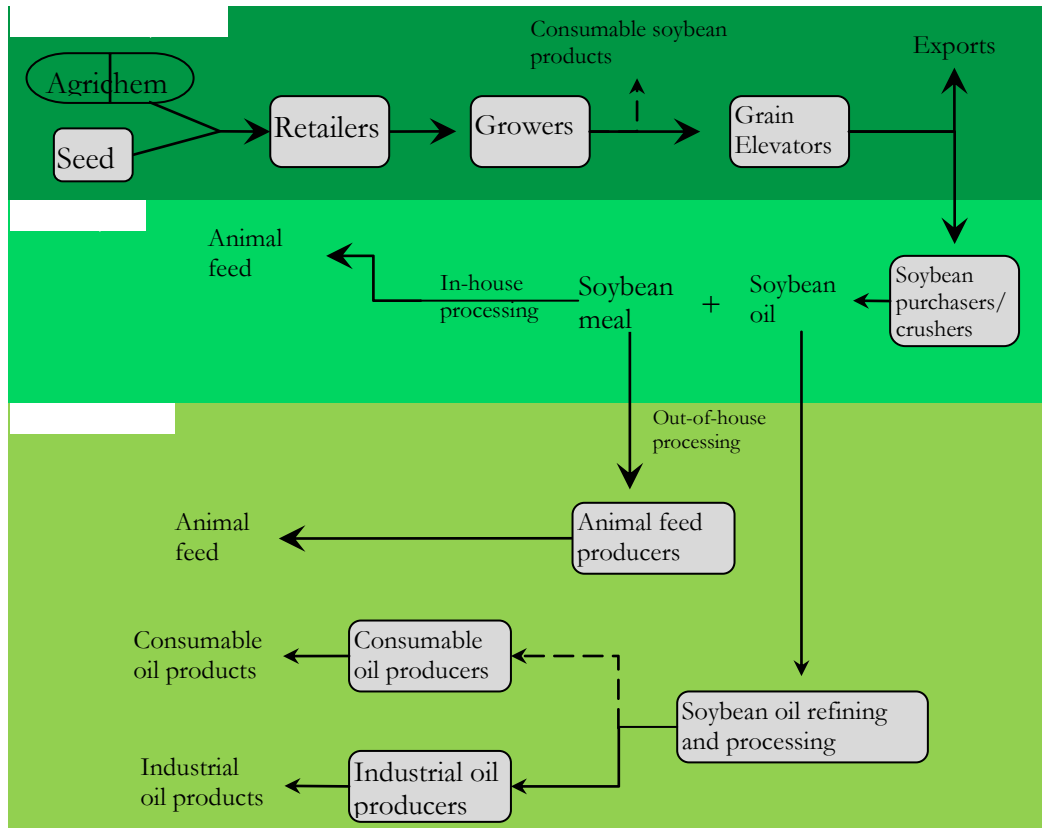 Consumable soybean
products
Exports
Agrichem
Retailers
Growers
Grain
Elevators
Seed
Animal
feed
In-house
processing
Soybean
meal
+
Soybean
oil
Soybean
purchasers/
crushers
Out-of-house
processing
Animal
feed
Animal feed
producers
Consumable
oil products
Consumable
oil producers
Soybean oil refining
and processing
Industrial
oil products
Industrial oil
producers